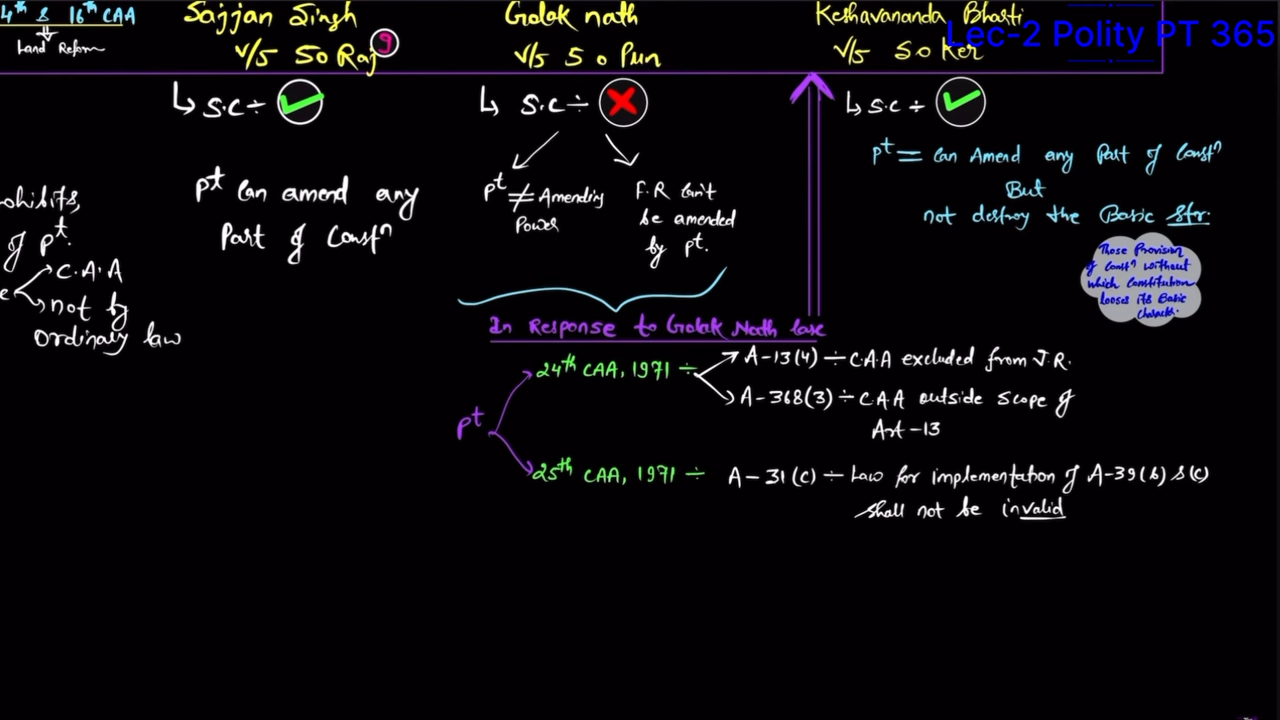 4th & 16th CAA
Land Reform
Sajjan Singh
v/s So Raj
9
Golak nath
v/s S o Pun
Keshavananda Bharti
v/s S o Ker
Lec-2 Polity PT 365
↳ S.C ÷
↳ S.C ÷
↳ S.C ÷
ohibits,
of Pt.
C.A.A
not by
ordinary law
Pt can amend any
Part of Constn
Pt ≠ Amending
Power
F.R can't
be amended
by Pt.
Pt = Can Amend any Part of Constn
But
not destroy the Basic Str.
Those Provision
of Constn without
which Constitution
looses its Basic
Charactr.
In Response to Golak Nath Case
Pt
24th CAA, 1971 ÷
A-13(4) ÷ C.A.A excluded from J.R.
A-368(3) ÷ C.A.A outside scope of
Art-13
25th CAA, 1971 ÷ A-31(C) ÷ Law for implementation of A-39(b) & (c)
shall not be invalid